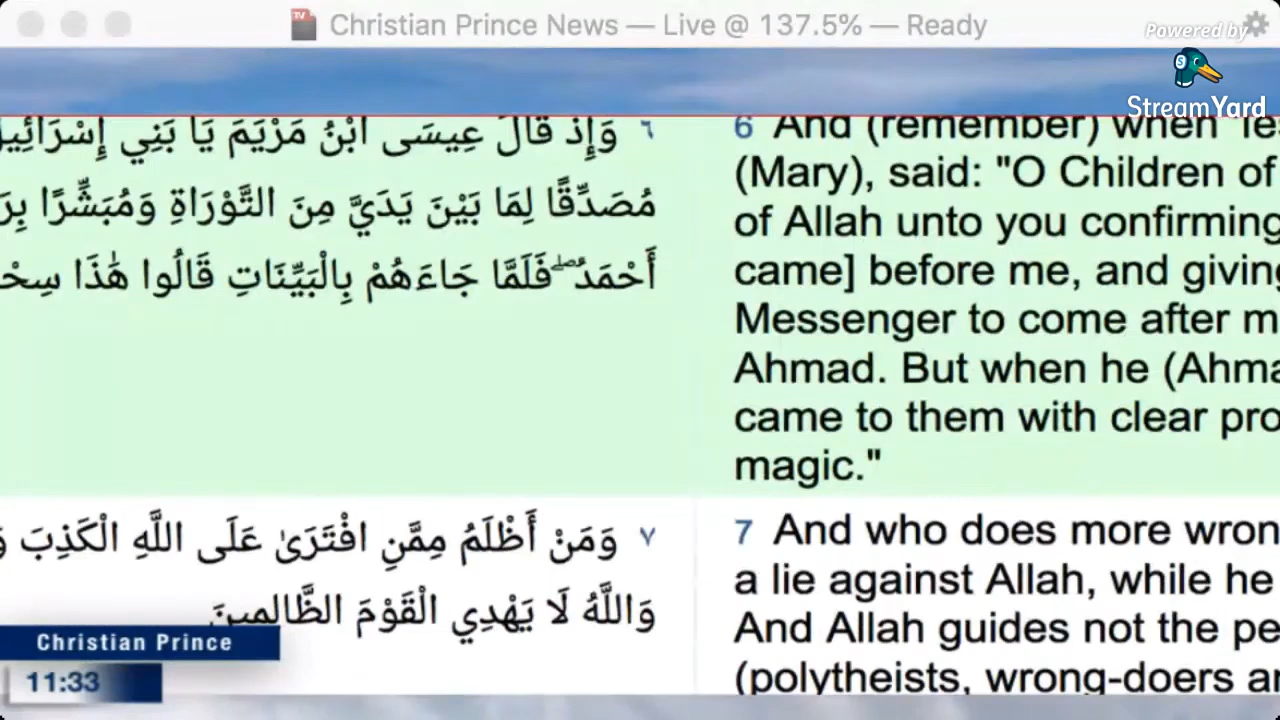 Christian Prince News — Live @ 137.5% — Ready
Powered by
StreamYard
٦ وَإِذْ قَالَ عِيسَى ابْنُ مَرْيَمَ يَا بَنِي
مُصَدِّقًا لِمَا بَيْنَ يَدَيَّ مِنَ التَّوْرَاةِ وَمُبَشِّرًا
أَحْمَدُ ۖ فَلَمَّا جَاءَهُمْ بِالْبَيِّنَاتِ قَالُوا هَٰذَا
6 And (remember) when
(Mary), said: "O Children of
of Allah unto you confirming
came] before me, and giving
Messenger to come after
Ahmad. But when he
came to them with clear
magic."
٧ وَمَنْ أَظْلَمُ مِمَّنِ افْتَرَىٰ عَلَى اللَّهِ الْكَذِبَ
وَاللَّهُ لَا يَهْدِي الْقَوْمَ الظَّالِمِينَ
7 And who does more
a lie against Allah, while he
And Allah guides not the
(polytheists, wrong-doers
Christian Prince
11:33